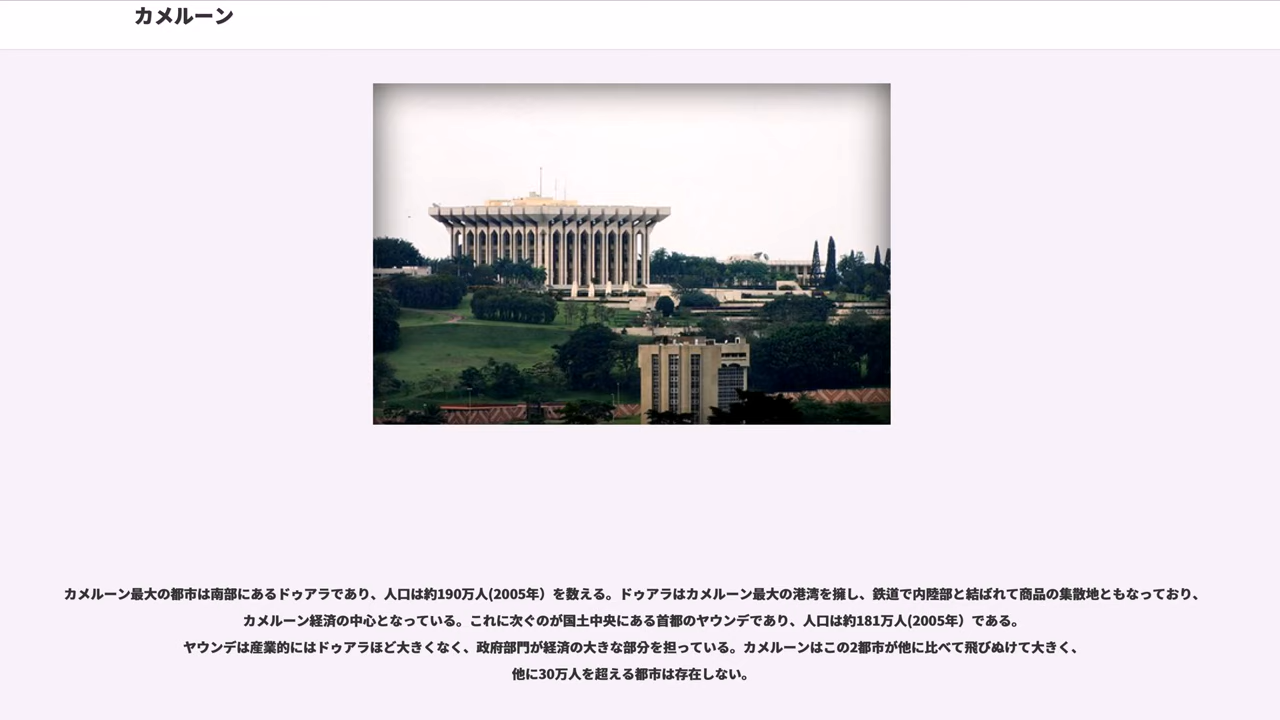 カメルーン
カメルーン最大の都市は南部にあるドゥアラであり、人口は約190万人(2005年）を数える。ドゥアラはカメルーン最大の港湾を擁し、鉄道で内陸部と結ばれて商品の集散地ともなっており、
カメルーン経済の中心となっている。これに次ぐのが国土中央にある首都のヤウンデであり、人口は約181万人(2005年）である。
ヤウンデは産業的にはドゥアラほど大きくなく、政府部門が経済の大きな部分を担っている。カメルーンはこの2都市が他に比べて飛びぬけて大きく、
他に30万人を超える都市は存在しない。